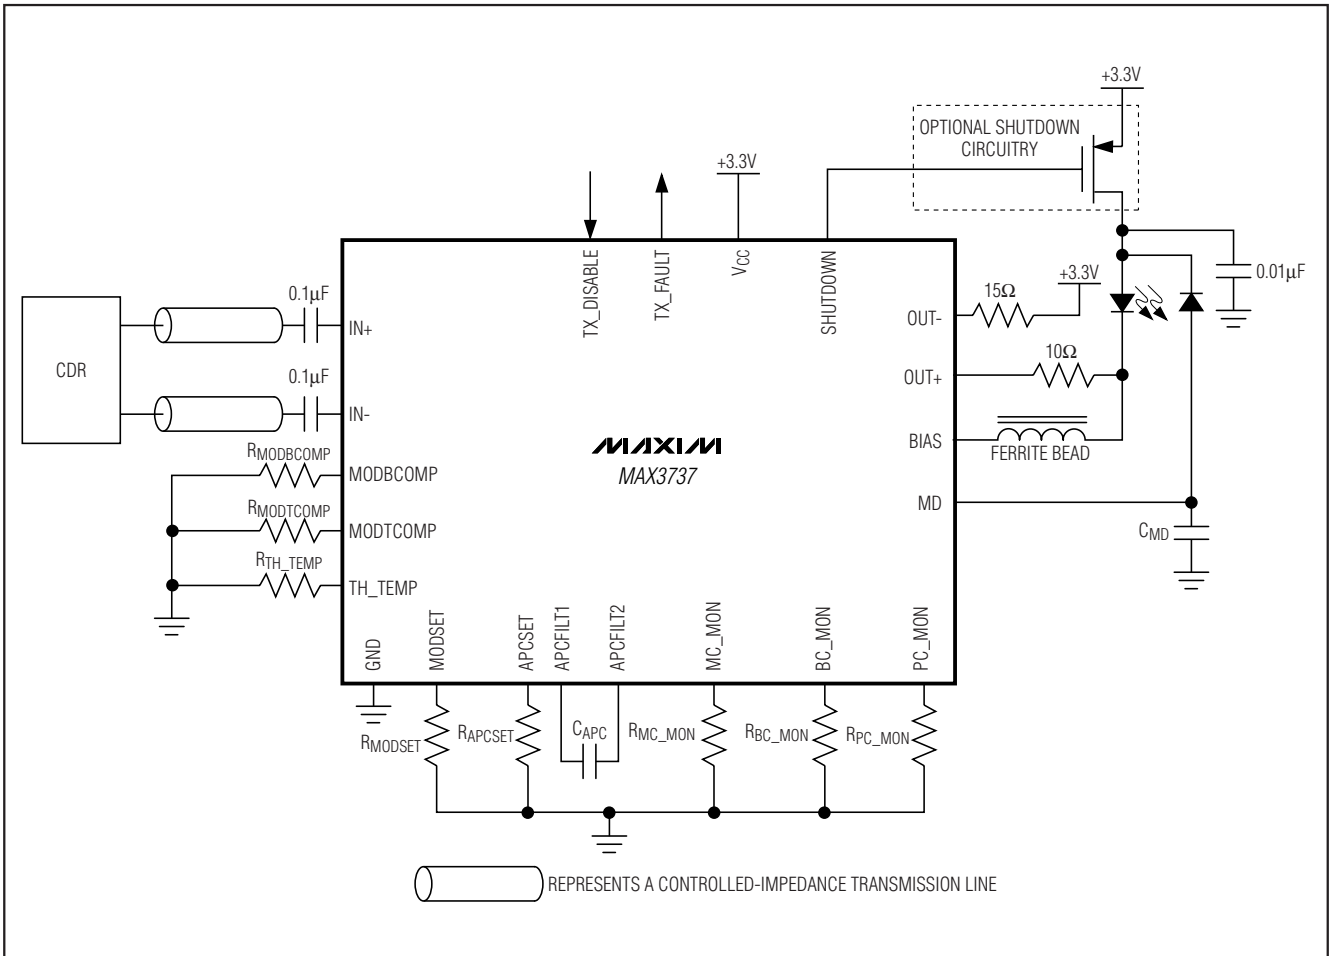 +3.3V
OPTIONAL SHUTDOWN
CIRCUITRY
+3.3V
TX_DISABLE
TX_FAULT
VCC
SHUTDOWN
+3.3V
0.01µF
15Ω
OUT-
10Ω
OUT+
BIAS
FERRITE BEAD
MD
CMD
CDR
0.1µF
IN+
0.1µF
IN-
RMODBCOMP
MODBCOMP
RMODTCOMP
MODTCOMP
RTH_TEMP
TH_TEMP
MAXIM
MAX3737
GND
MODSET
APCSET
APCFILT1
APCFILT2
MC_MON
BC_MON
PC_MON
RMODSET
RAPCSET
CAPC
RMC_MON
RBC_MON
RPC_MON
REPRESENTS A CONTROLLED-IMPEDANCE TRANSMISSION LINE